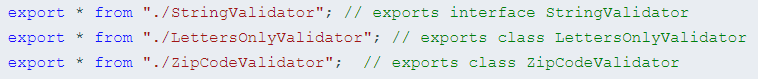 export * from "./StringValidator"; // exports interface StringValidator
export * from "./LettersOnlyValidator"; // exports class LettersOnlyValidator
export * from "./ZipCodeValidator";  // exports class ZipCodeValidator